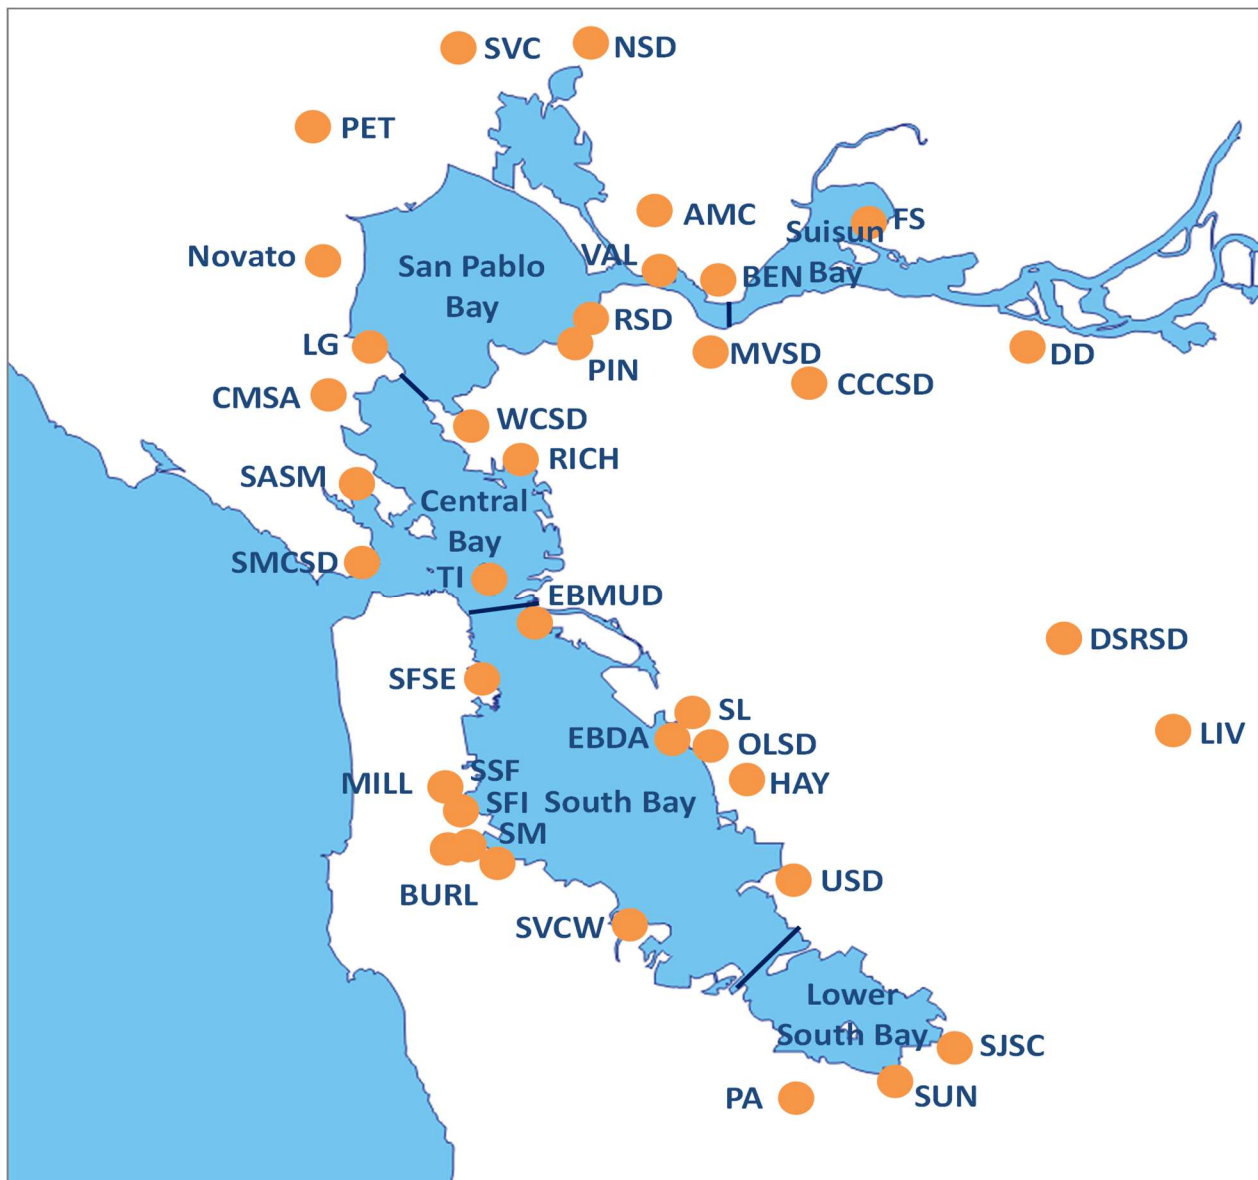 SVC
NSD
PET
AMC
FS
Suisun
Bay
Novato
VAL
San Pablo
Bay
BEN
RSD
LG
MVSD
DD
PIN
CCCSD
CMSA
WCSD
RICH
SASM
Central
Bay
SMCSD
TI
EBMUD
DSRSD
SFSE
SL
LIV
EBDA
OLSD
SSF
MILL
HAY
SFI
South Bay
SM
USD
BURL
SVCW
Lower
South Bay
SJSC
PA
SUN